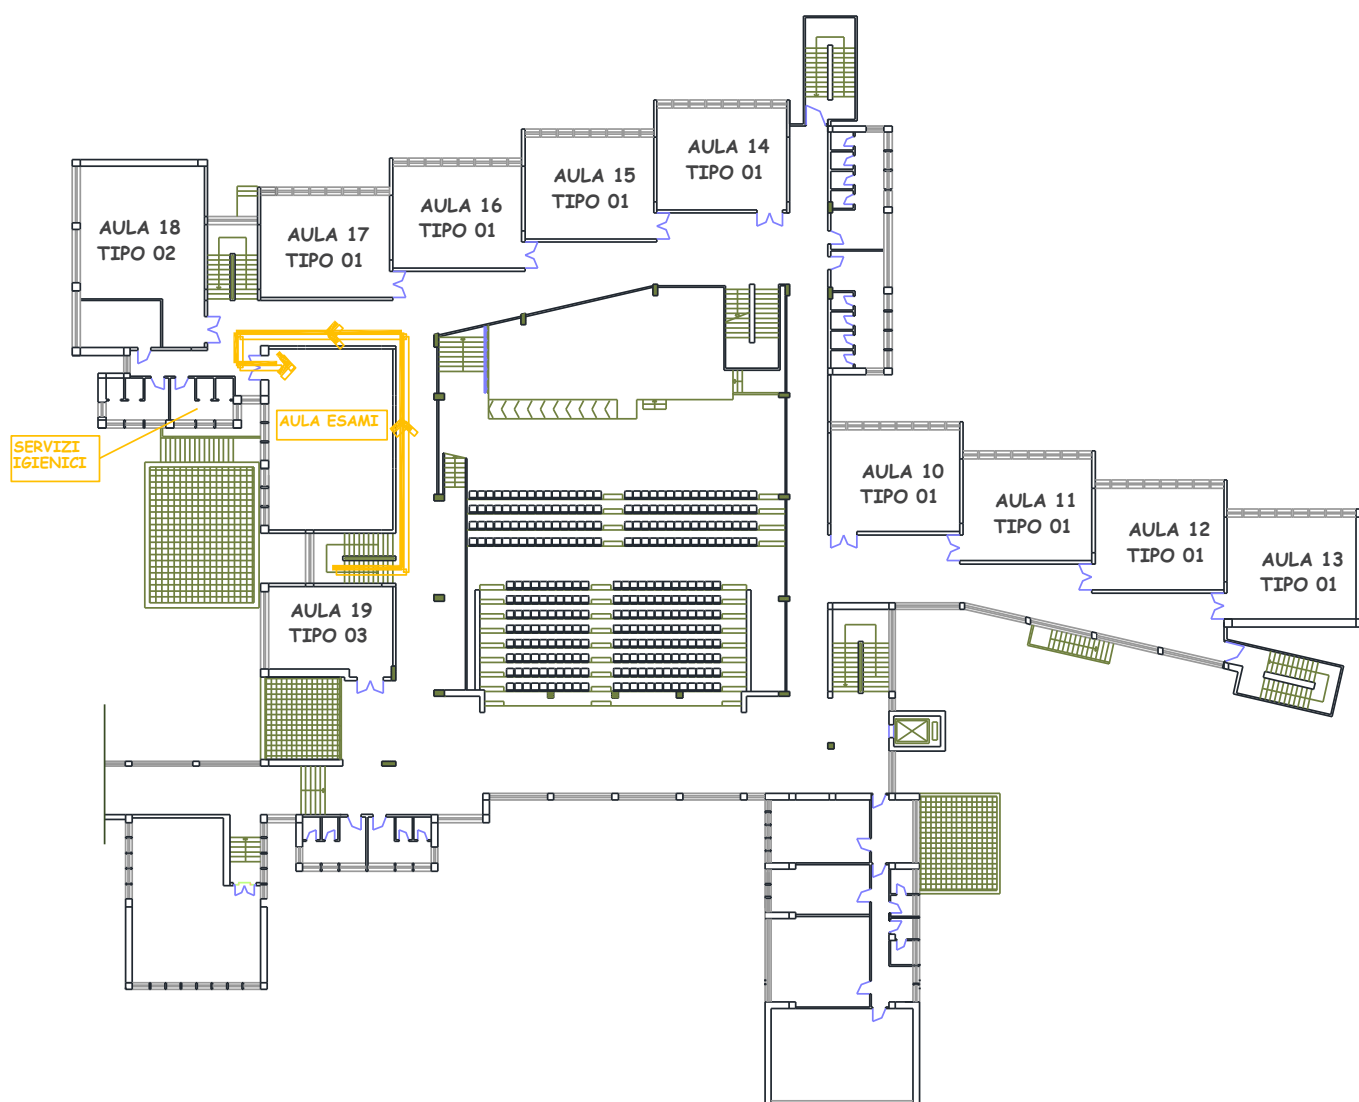 AULA 14
TIPO 01
AULA 15
TIPO 01
AULA 16
TIPO 01
AULA 17
TIPO 01
AULA 18
TIPO 02
AULA ESAMI
SERVIZI
IGIENICI
AULA 10
TIPO 01
AULA 11
TIPO 01
AULA 12
TIPO 01
AULA 13
TIPO 01
AULA 19
TIPO 03